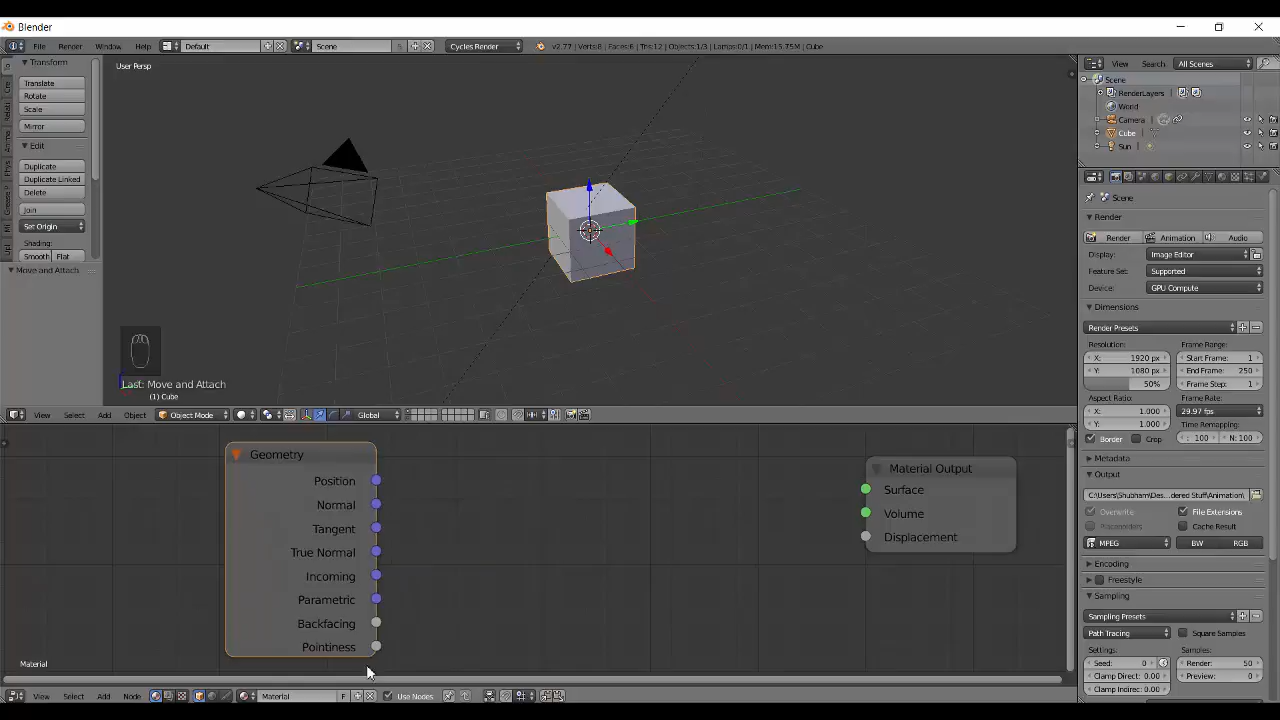 Blender
File Render Window Help Default Scene Cycles Render v2.77 | Verts:8 | Faces:6 | Tris:12 | Objects:1/3 | Lamps:0/1 | Mem:15.75M | Cube
Transform
Translate
Rotate
Scale
Mirror
Edit
Duplicate
Duplicate Linked
Delete
Join
Set Origin
Shading:
Smooth Flat
Move and Attach
User Persp
Last: Move and Attach
(1) Cube
View Select Add Object Object Mode Global
View Search All Scenes
Scene
RenderLayers
World
Camera
Cube
Sun
Scene
Render
Render Animation Audio
Display: Image Editor
Feature Set: Supported
Device: GPU Compute
Dimensions
Render Presets
Resolution: Frame Range:
X: 1920 px Start Frame: 1
Y: 1080 px End Frame: 250
50% Frame Step: 1
Aspect Ratio: Frame Rate:
X: 1.000 29.97 fps
Y: 1.000 Time Remapping:
Border Crop : 100 N: 100
Metadata
Output
C:\Users\Shubham\Des...dered Stuff\Animation\
Overwrite File Extensions
Placeholders Cache Result
MPEG BW RGB
Encoding
Freestyle
Sampling
Sampling Presets
Path Tracing Square Samples
Settings: Samples:
Seed: 0 Render: 50
Clamp Direct: 0.00 Preview: 0
Clamp Indirect: 0.00
Geometry
Position
Normal
Tangent
True Normal
Incoming
Parametric
Backfacing
Pointiness
Material Output
Surface
Volume
Displacement
Material
View Select Add Node Material F Use Nodes